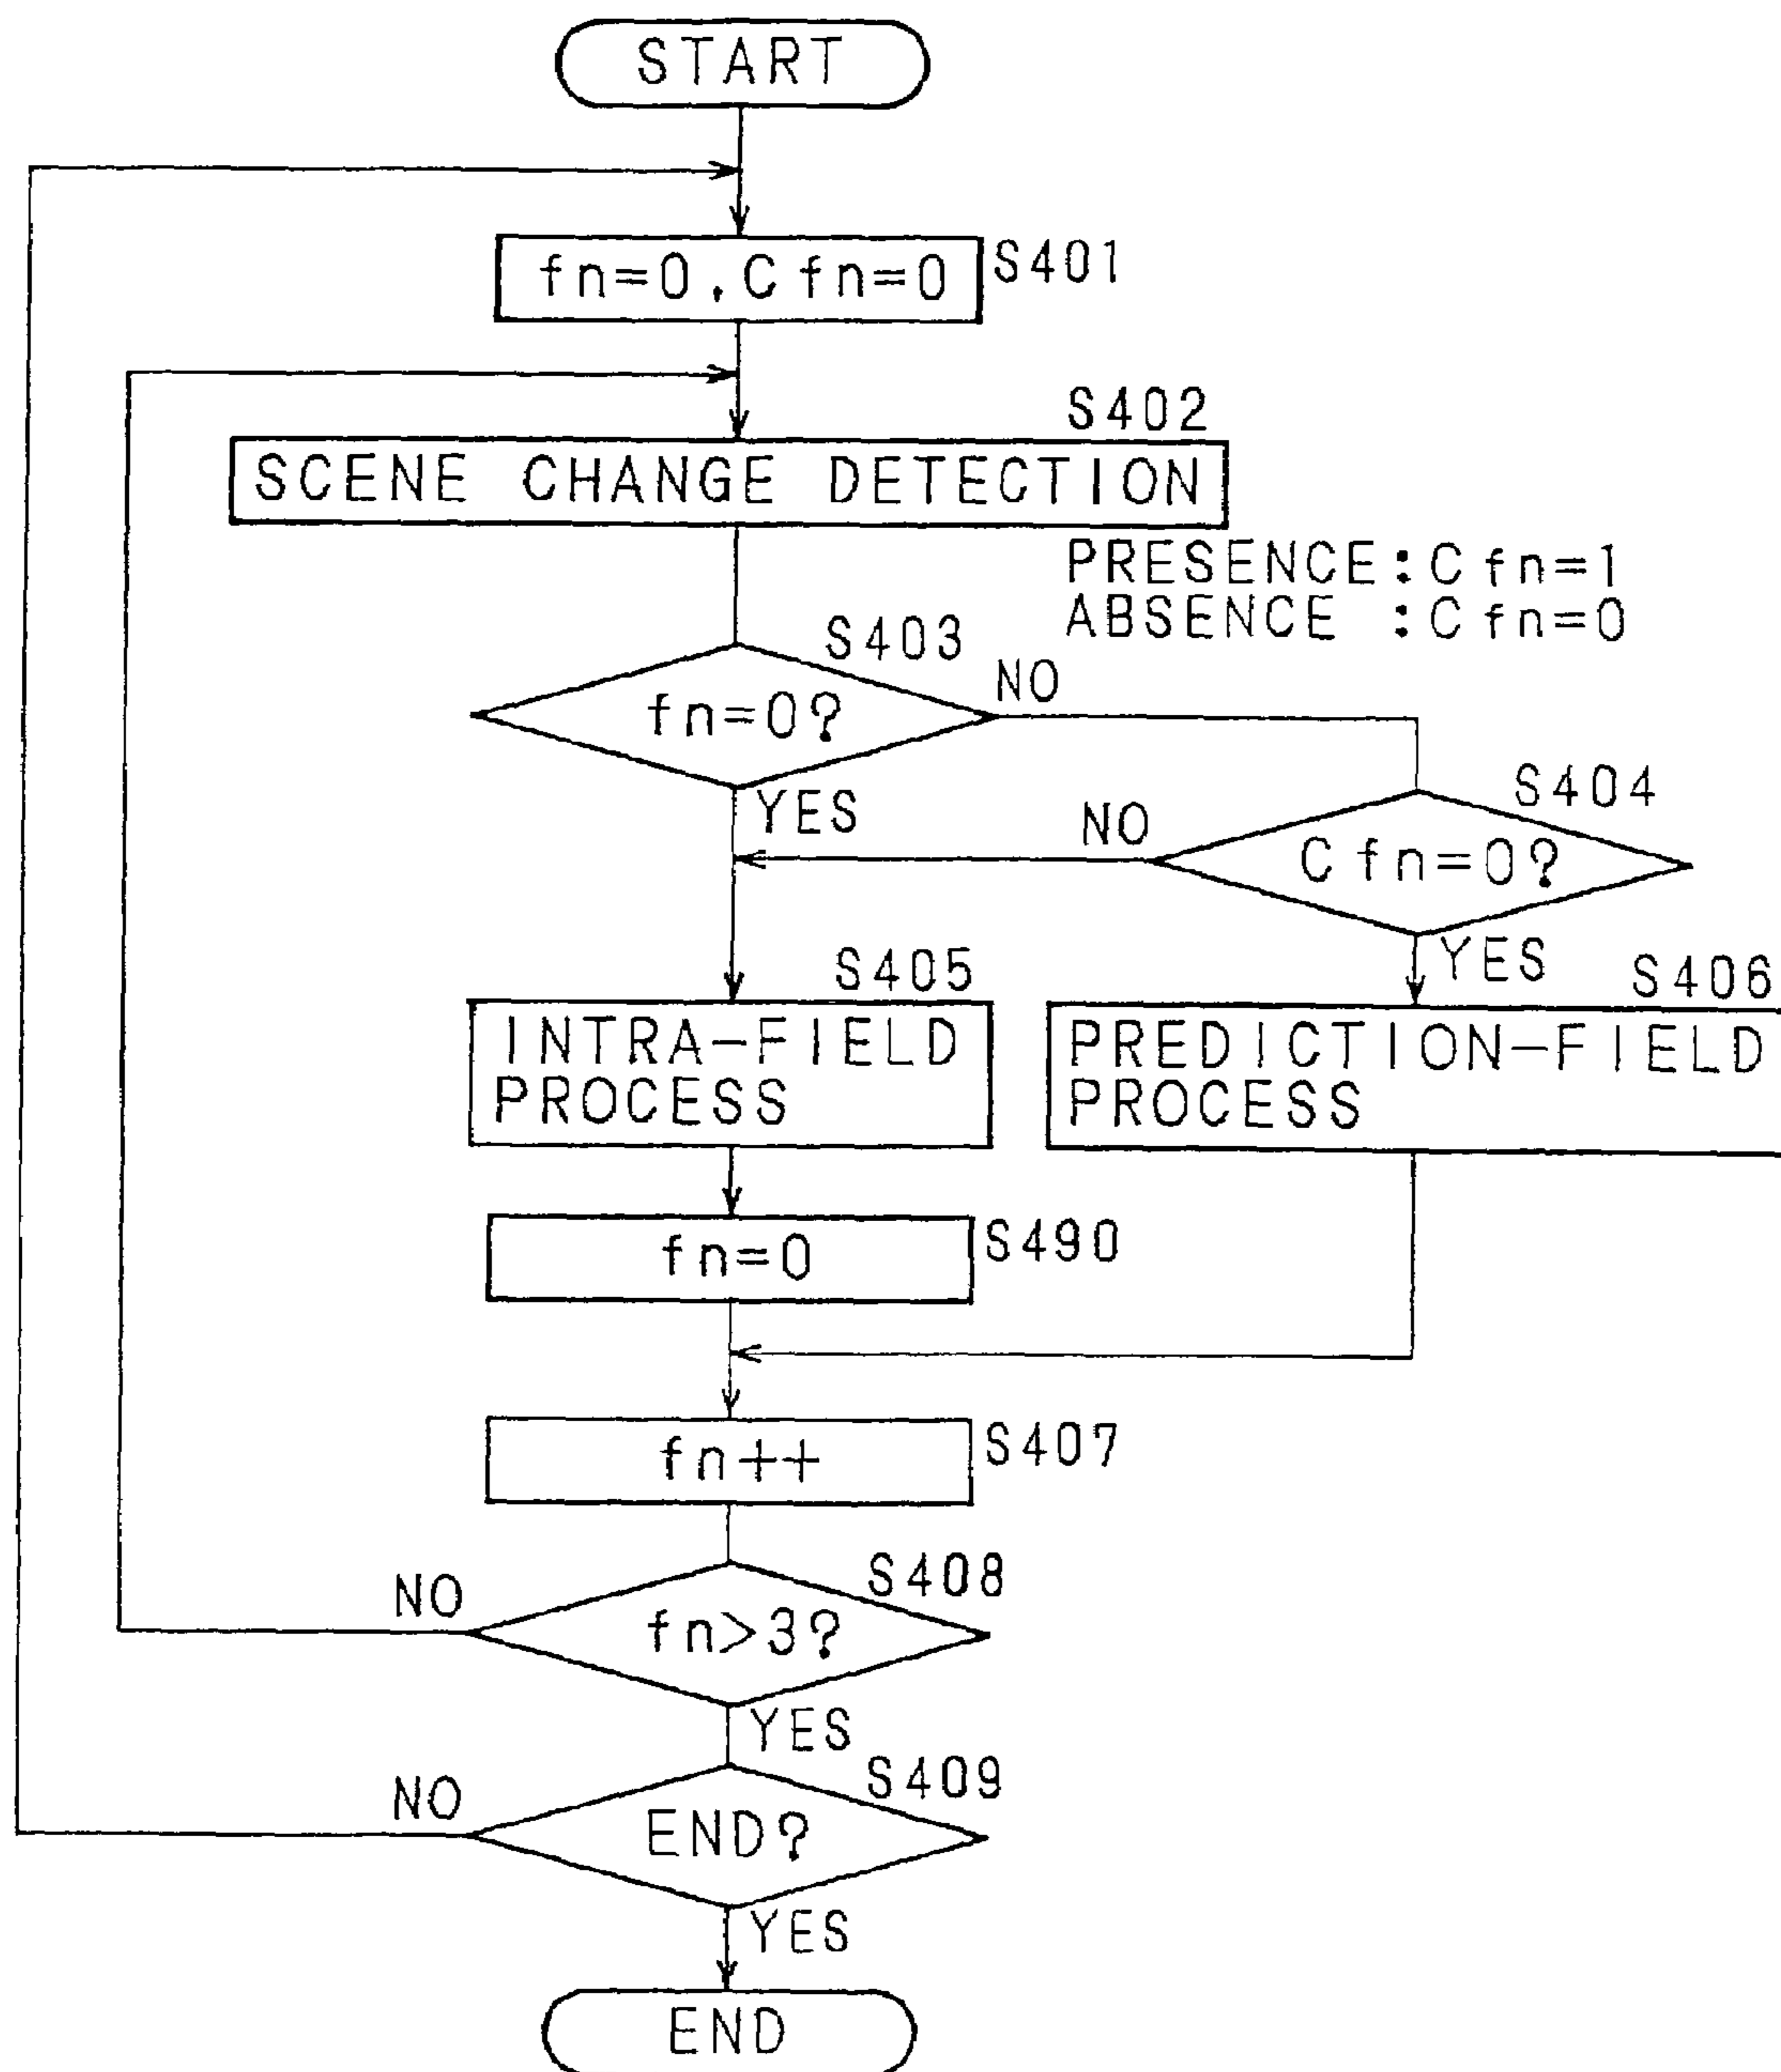 START
fn=0,Cfn=0
S401
S402
SCENE CHANGE DETECTION
PRESENCE:Cfn=1
ABSENCE :Cfn=0
S403
fn=0?
NO
YES
S404
NO
Cfn=0?
YES
S405
S406
INTRA-FIELD
PROCESS
PREDICTION-FIELD
PROCESS
fn=0
S490
fn++
S407
S408
NO
fn>3?
YES
S409
NO
END?
YES
END